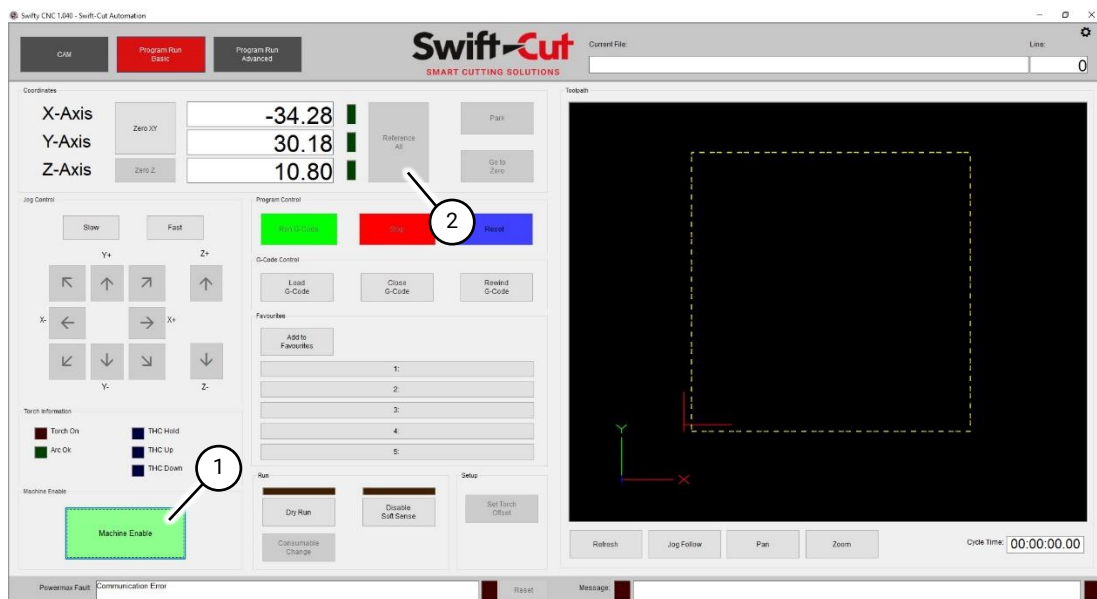 Swifty CNC 1.040 - Swift-Cut Automation
CAM
Program Run
Basic
Program Run
Advanced
Swift-Cut
SMART CUTTING SOLUTIONS
Current File:
Line:
0
Coordinates
X-Axis
Y-Axis
Z-Axis
Zero XY
Zero Z
-34.28
30.18
10.80
Reference
All
Park
Go to
Zero
Jog Control
Slow
Fast
Y+
Z+
X-
X+
Y-
Z-
Program Control
Run G-Code
Stop
Reset
2
G-Code Control
Load
G-Code
Close
G-Code
Rewind
G-Code
Favourites
Add to
Favourites
1:
2:
3:
4:
5:
Torch Information
Torch On
Arc Ok
THC Hold
THC Up
THC Down
1
Machine Enable
Machine Enable
Run
Dry Run
Disable
Soft Sense
Consumable
Change
Setup
Set Torch
Offset
Toolpath
Y
X
Refresh
Jog Follow
Pan
Zoom
Cycle Time:
00:00:00.00
Powermax Fault:
Communication Error
Reset
Message: